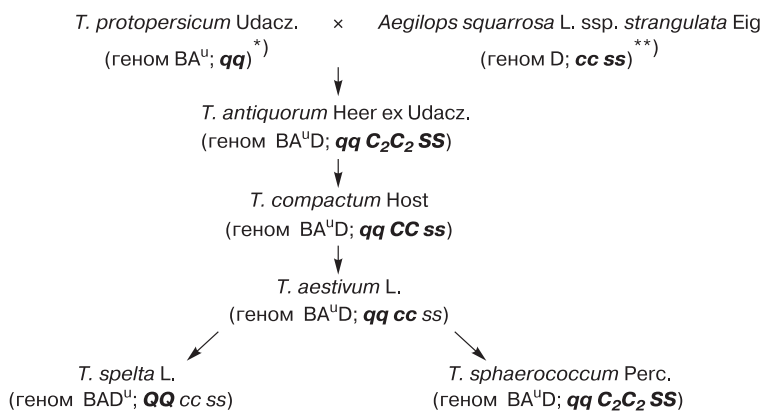 T. protopersicum Udacz. × Aegilops squarrosa L. ssp. strangulata Eig
(геном BAᵘ; qq)*) (геном D; cc ss)**)
T. antiquorum Heer ex Udacz.
(геном BAᵘD; qq C₂C₂ SS)
T. compactum Host
(геном BAᵘD; qq CC ss)
T. aestivum L.
(геном BAᵘD; qq cc ss)
T. spelta L. T. sphaerococcum Perc.
(геном BADᵘ; QQ cc ss) (геном BAᵘD; qq C₂C₂ SS)